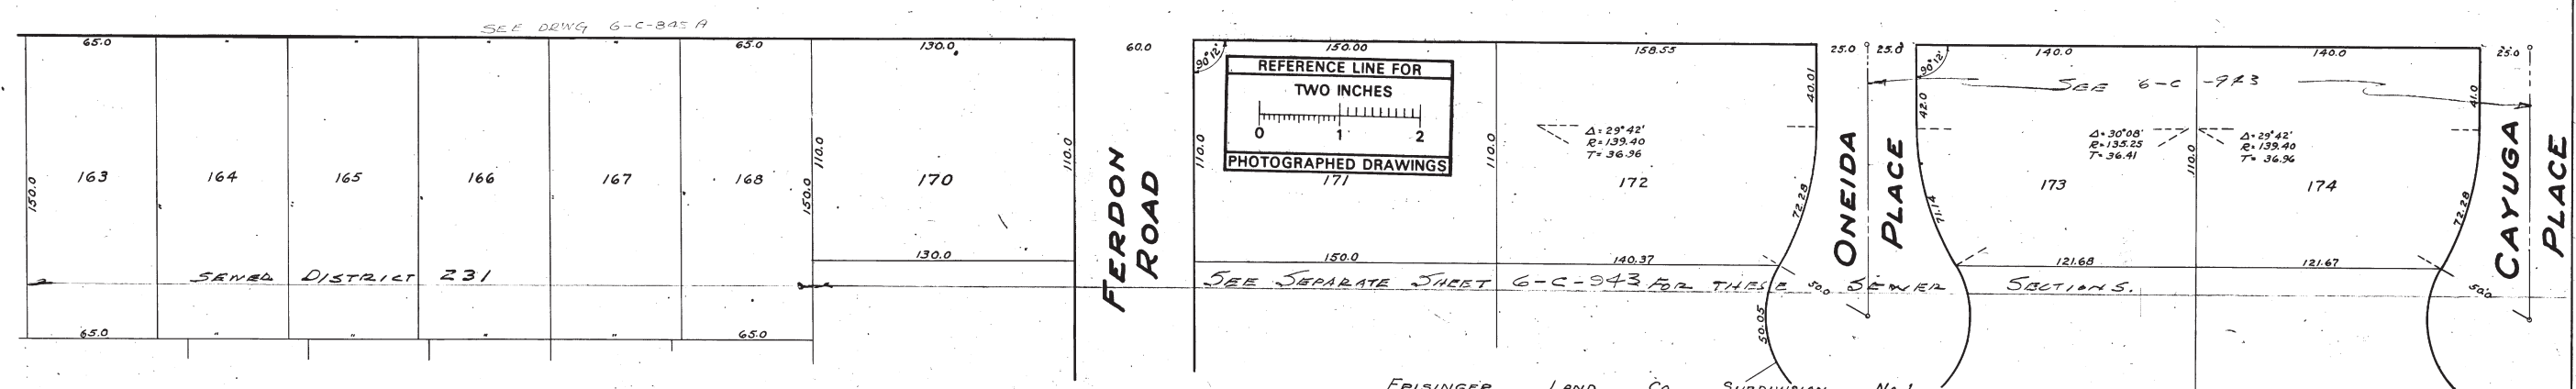 SEE DRWG 6-C-845 A
65.0 " " " " 65.0 130.0 60.0 150.00 158.55 25.0 25.0 140.0 140.0 25.0
90°12' 90°12'
REFERENCE LINE FOR
TWO INCHES
0 1 2
PHOTOGRAPHED DRAWINGS
SEE 6-C-943
40.01 42.0 41.0
150.0 163 164 165 166 167 168 150.0 110.0 170 110.0
FERDON
ROAD
110.0 171 110.0
Δ=29°42'
R=139.40
T=36.96
172
72.28
ONEIDA
PLACE
71.14
173
Δ=30°08'
R=135.25
T=36.41
110.0
Δ=29°42'
R=139.40
T=36.96
174
72.28
CAYUGA
PLACE
130.0 150.0 140.37 121.68 121.67
SEWER DISTRICT 231
SEE SEPARATE SHEET 6-C-943 FOR THESE SEWER SECTIONS.
50.0 50.0
50.05
65.0 " " " " 65.0
FRISINGER LAND CO SUBDIVISION No 1